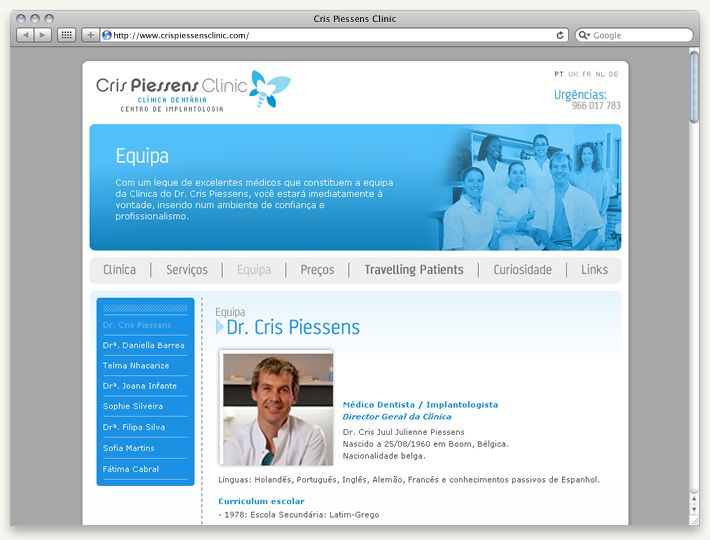 Cris Piessens Clinic
http://www.crispiessensclinic.com/
Google
Cris Piessens Clinic
CLÍNICA DENTÁRIA
CENTRO DE IMPLANTOLOGIA
PT UK FR NL DE
Urgências:
966 017 783
Equipa
Com um leque de excelentes médicos que constituem a equipa
da Clínica do Dr. Cris Piessens, você estará imediatamente à
vontade, inserido num ambiente de confiança e
profissionalismo.
Clínica Serviços Equipa Preços Travelling Patients Curiosidade Links
Dr. Cris Piessens
Drª. Daniella Barrea
Telma Nhacarize
Drª. Joana Infante
Sophie Silveira
Drª. Filipa Silva
Sofia Martins
Fátima Cabral
Equipa
Dr. Cris Piessens
Médico Dentista / Implantologista
Director Geral da Clínica
Dr. Cris Juul Julienne Piessens
Nascido a 25/08/1960 em Boom, Bélgica.
Nacionalidade belga.
Línguas: Holandês, Português, Inglês, Alemão, Francês e conhecimentos passivos de Espanhol.
Curriculum escolar
- 1978: Escola Secundária: Latim-Grego